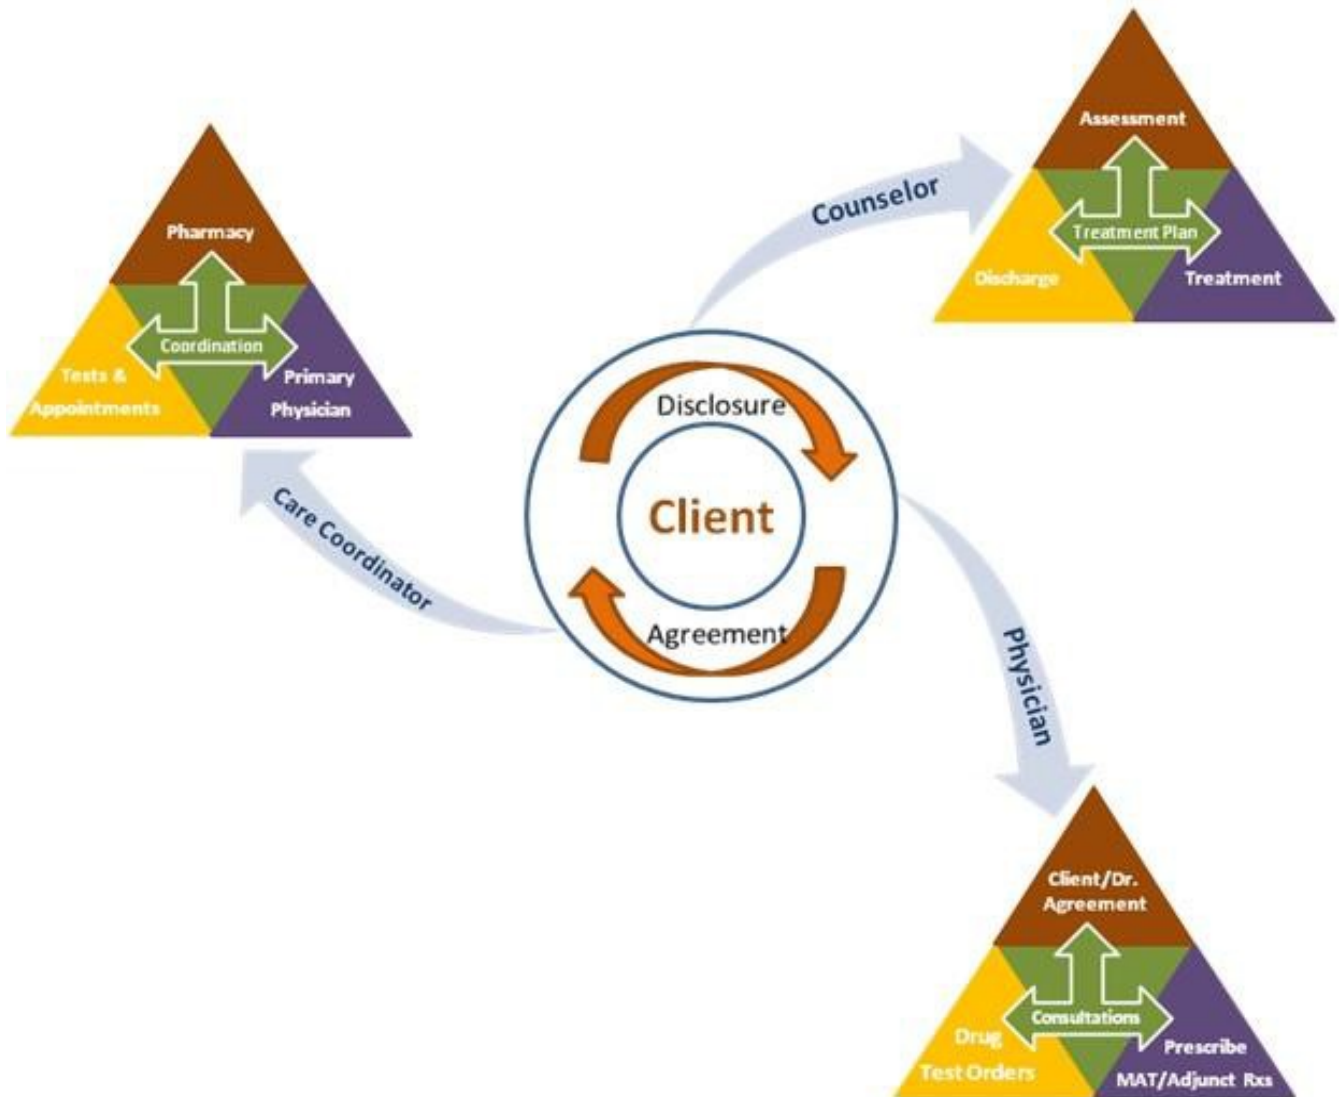 Assessment
Treatment Plan
Discharge
Treatment
Counselor
Pharmacy
Coordination
Tests &
Appointments
Primary
Physician
Care Coordinator
Disclosure
Client
Agreement
Physician
Client/Dr.
Agreement
Consultations
Drug
Test Orders
Prescribe
MAT/Adjunct Rxs